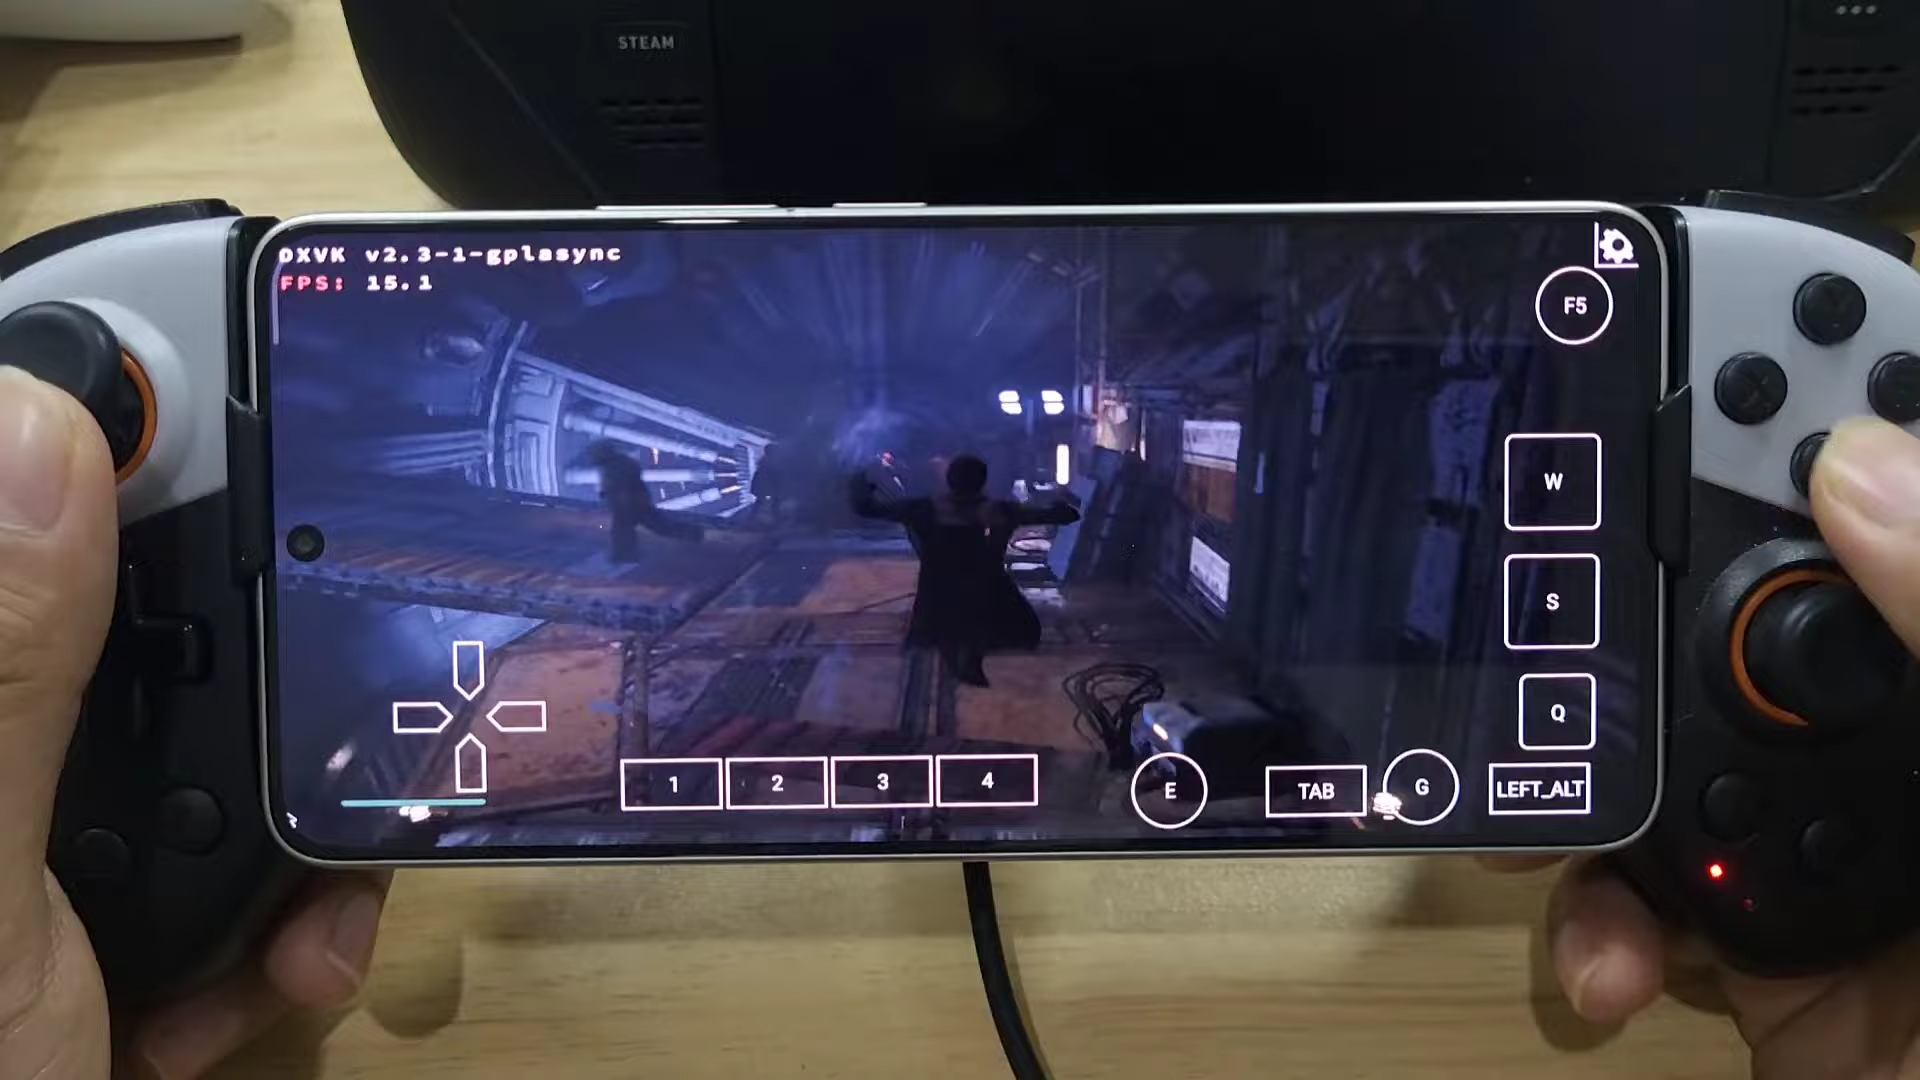 STEAM
DXVK v2.3-1-gplasync
FPS: 15.1
F5
W
S
Q
1
2
3
4
E
TAB
G
LEFT_ALT